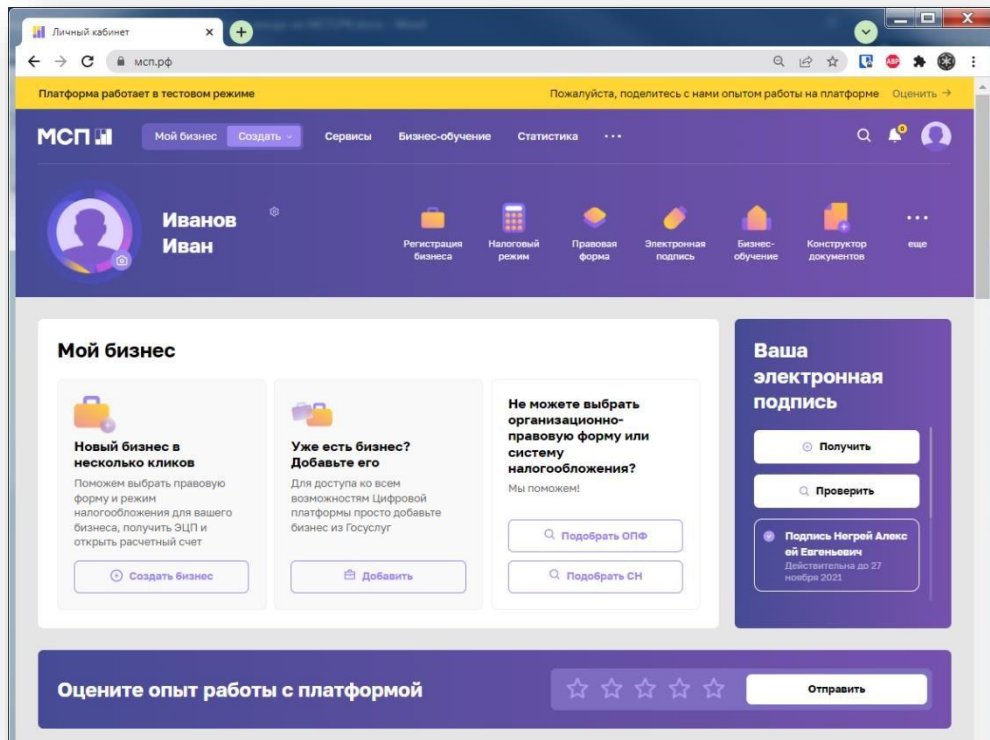 Личный кабинет
мсп.рф
Платформа работает в тестовом режиме
Пожалуйста, поделитесь с нами опытом работы на платформе Оценить →
МСП
Мой бизнес
Создать
Сервисы
Бизнес-обучение
Статистика
Иванов
Иван
Регистрация
бизнеса
Налоговый
режим
Правовая
форма
Электронная
подпись
Бизнес-
обучение
Конструктор
документов
еще
Мой бизнес
Новый бизнес в
несколько кликов
Поможем выбрать правовую
форму и режим
налогообложения для вашего
бизнеса, получить ЭЦП и
открыть расчетный счет
Создать бизнес
Уже есть бизнес?
Добавьте его
Для доступа ко всем
возможностям Цифровой
платформы просто добавьте
бизнес из Госуслуг
Добавить
Не можете выбрать
организационно-
правовую форму или
систему
налогообложения?
Мы поможем!
Подобрать ОПФ
Подобрать СН
Ваша
электронная
подпись
Получить
Проверить
Подпись Негрей Алекс
ей Евгеньевич
Действительна до 27
ноября 2021
Оцените опыт работы с платформой
Отправить